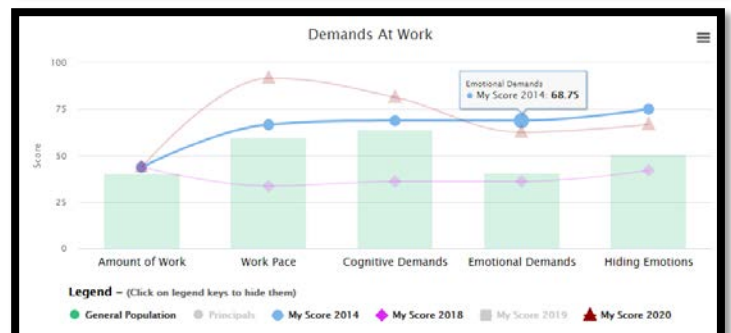 Demands At Work
100
75
50
25
0
Score
Emotional Demands
My Score 2014: 68.75
Amount of Work Work Pace Cognitive Demands Emotional Demands Hiding Emotions
Legend – (Click on legend keys to hide them)
General Population Principals My Score 2014 My Score 2018 My Score 2019 My Score 2020